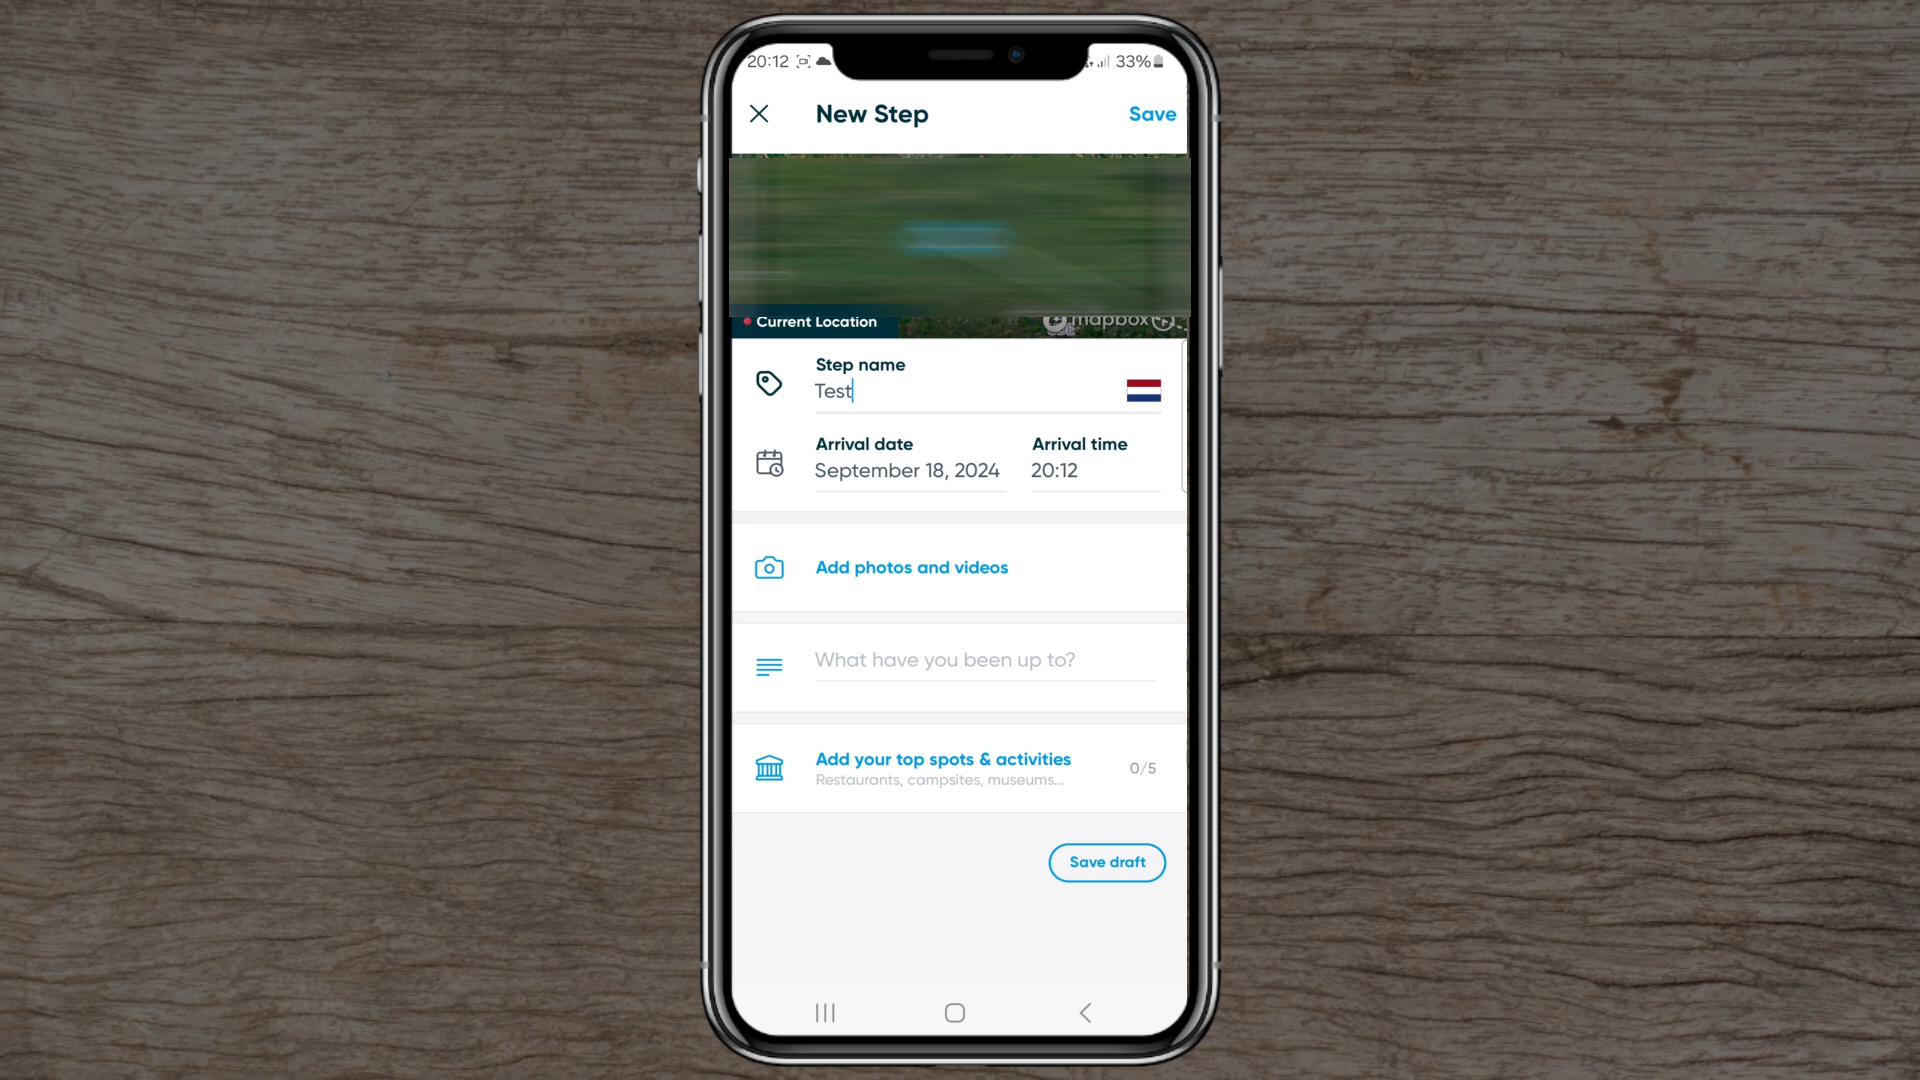 20:12 33%
New Step Save
Current Location mapbox
Step name
Test
Arrival date Arrival time
September 18, 2024 20:12
Add photos and videos
What have you been up to?
Add your top spots & activities
Restaurants, campsites, museums...
0/5
Save draft